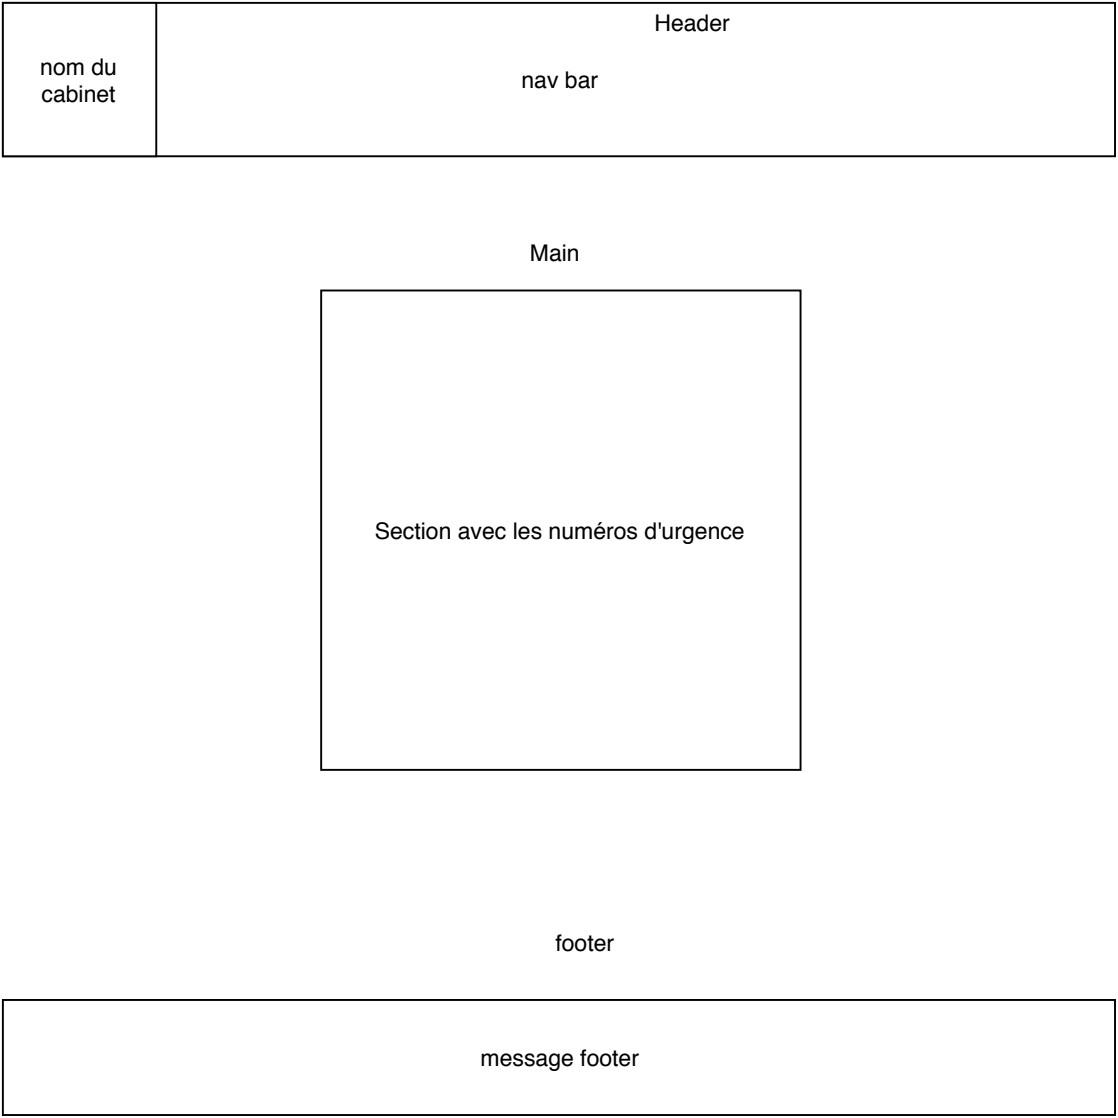 Header
nom du
cabinet
nav bar
Main
Section avec les numéros d'urgence
footer
message footer